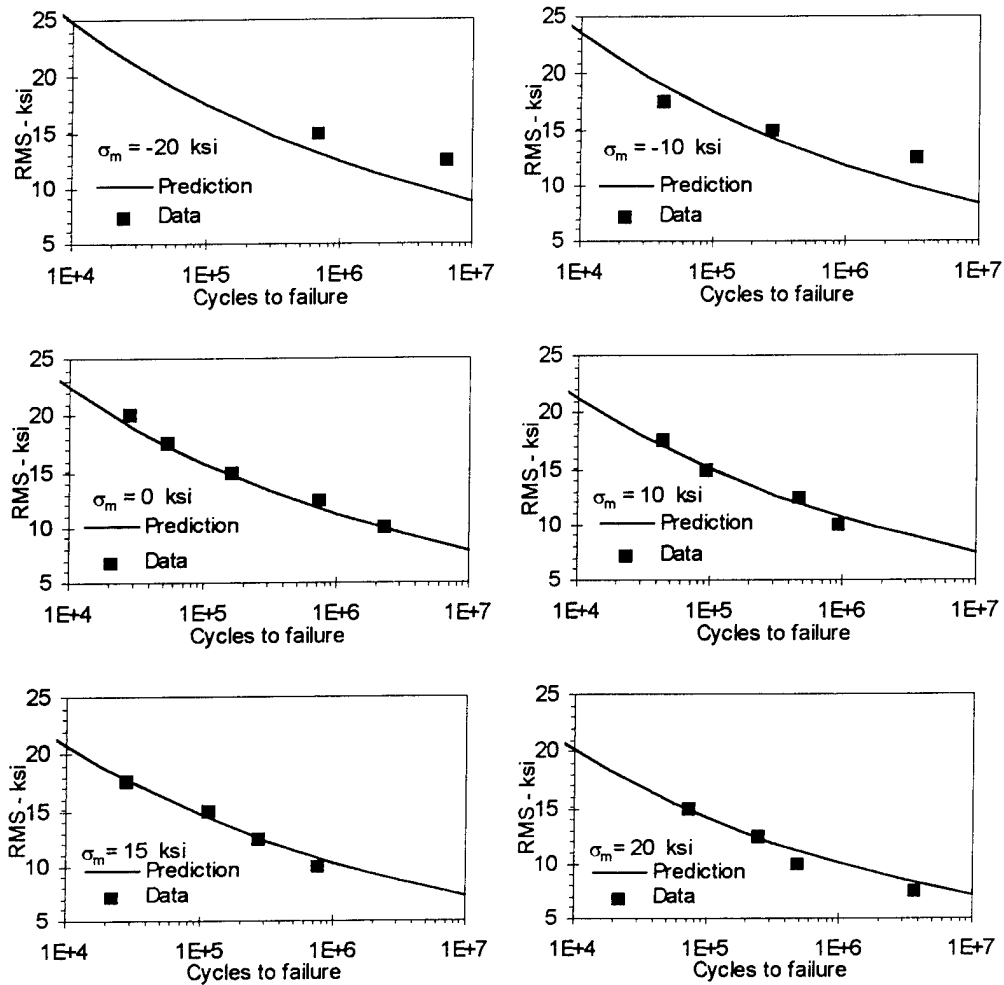 25
20
15
10
5
RMS - ksi
σm = -20 ksi
Prediction
Data
1E+4 1E+5 1E+6 1E+7
Cycles to failure
25
20
15
10
5
RMS - ksi
σm = -10 ksi
Prediction
Data
1E+4 1E+5 1E+6 1E+7
Cycles to failure
25
20
15
10
5
RMS - ksi
σm = 0 ksi
Prediction
Data
1E+4 1E+5 1E+6 1E+7
Cycles to failure
25
20
15
10
5
RMS - ksi
σm = 10 ksi
Prediction
Data
1E+4 1E+5 1E+6 1E+7
Cycles to failure
25
20
15
10
5
RMS - ksi
σm = 15 ksi
Prediction
Data
1E+4 1E+5 1E+6 1E+7
Cycles to failure
25
20
15
10
5
RMS - ksi
σm = 20 ksi
Prediction
Data
1E+4 1E+5 1E+6 1E+7
Cycles to failure